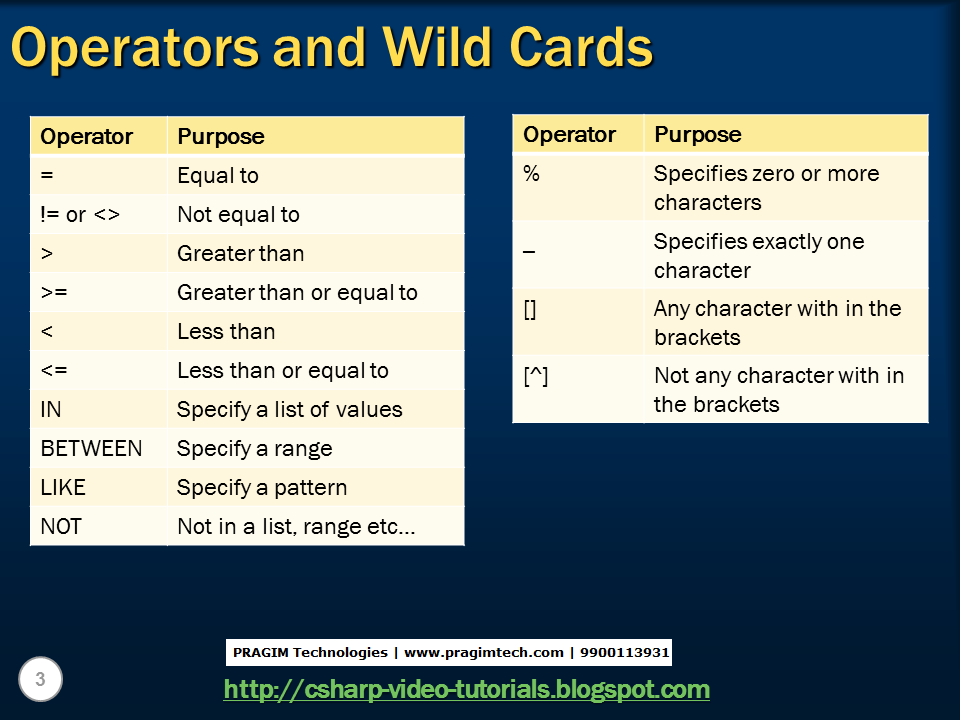 Operators and Wild Cards
Operator Purpose
= Equal to
!= or <> Not equal to
> Greater than
>= Greater than or equal to
< Less than
<= Less than or equal to
IN Specify a list of values
BETWEEN Specify a range
LIKE Specify a pattern
NOT Not in a list, range etc...
Operator Purpose
% Specifies zero or more
characters
_ Specifies exactly one
character
[] Any character with in the
brackets
[^] Not any character with in
the brackets
PRAGIM Technologies | www.pragimtech.com | 9900113931
3
http://csharp-video-tutorials.blogspot.com